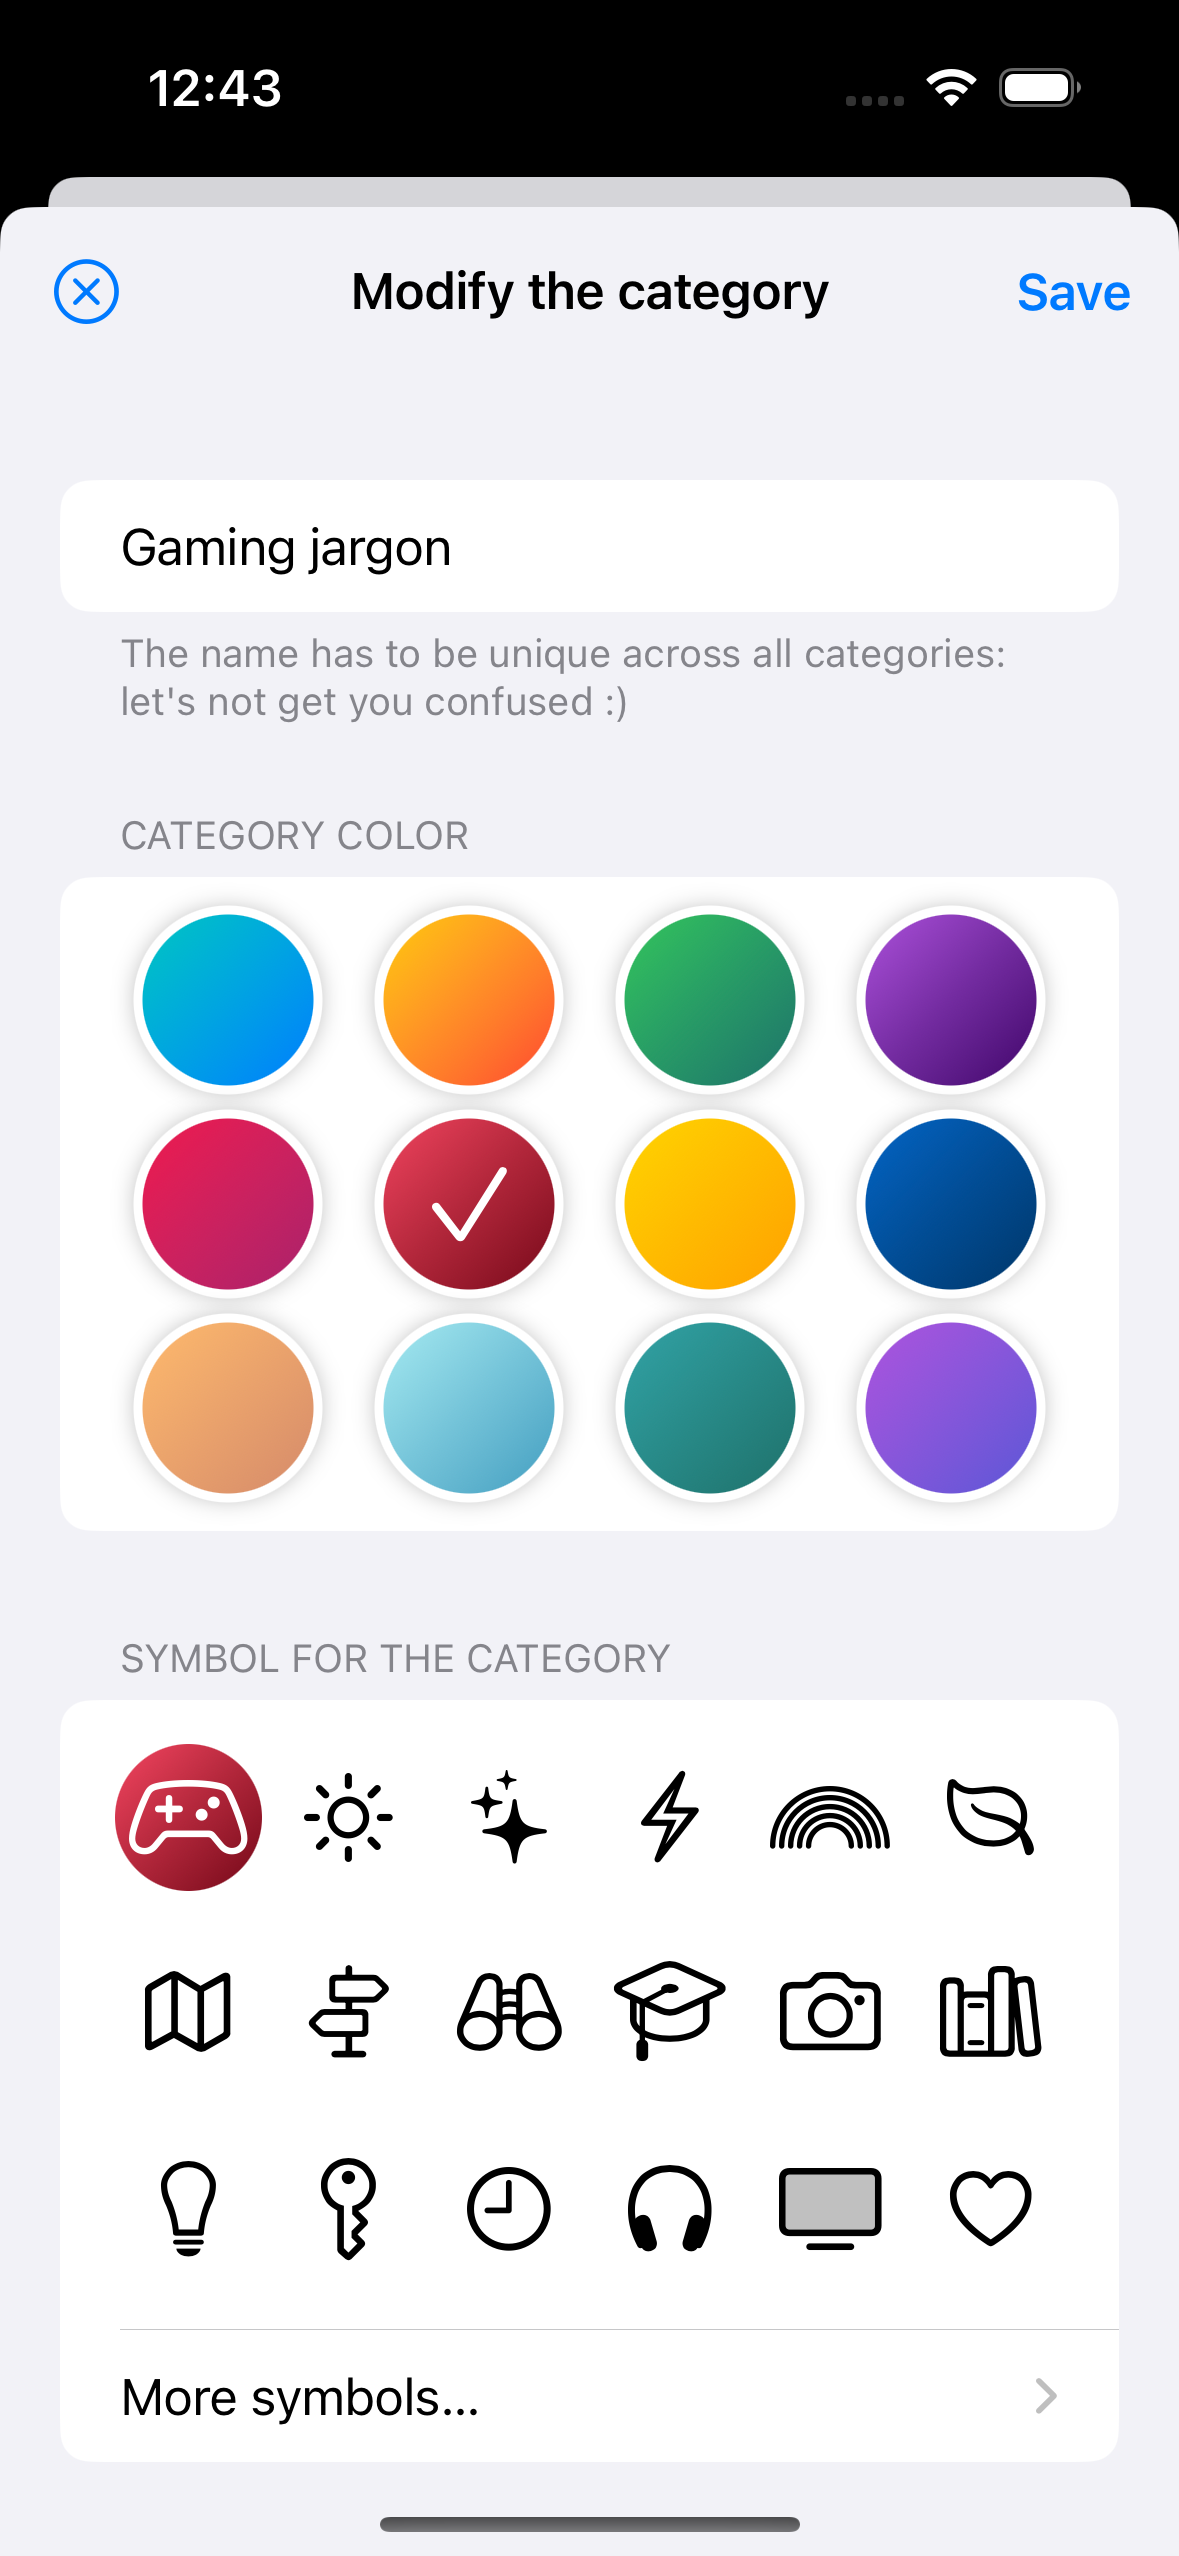 12:43
Modify the category
Save
Gaming jargon
The name has to be unique across all categories:
let's not get you confused :)
CATEGORY COLOR
SYMBOL FOR THE CATEGORY
More symbols...